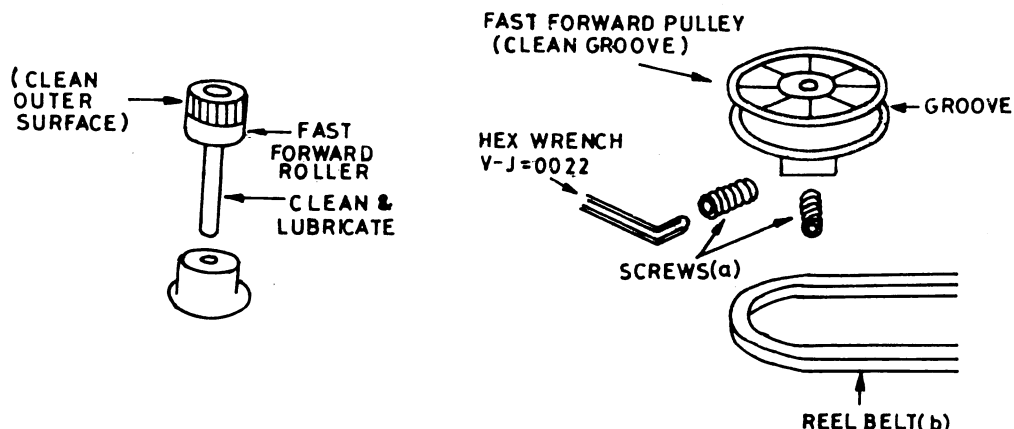 (CLEAN
OUTER
SURFACE)
FAST
FORWARD
ROLLER
CLEAN &
LUBRICATE
FAST FORWARD PULLEY
(CLEAN GROOVE)
GROOVE
HEX WRENCH
V-J=0022
SCREWS(a)
REEL BELT(b)